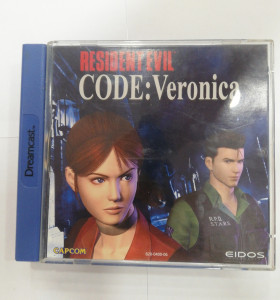 RESIDENT EVIL
CODE: Veronica
Dreamcast.
R.P.D.
S.T.A.R.S.
CAPCOM
EIDOS